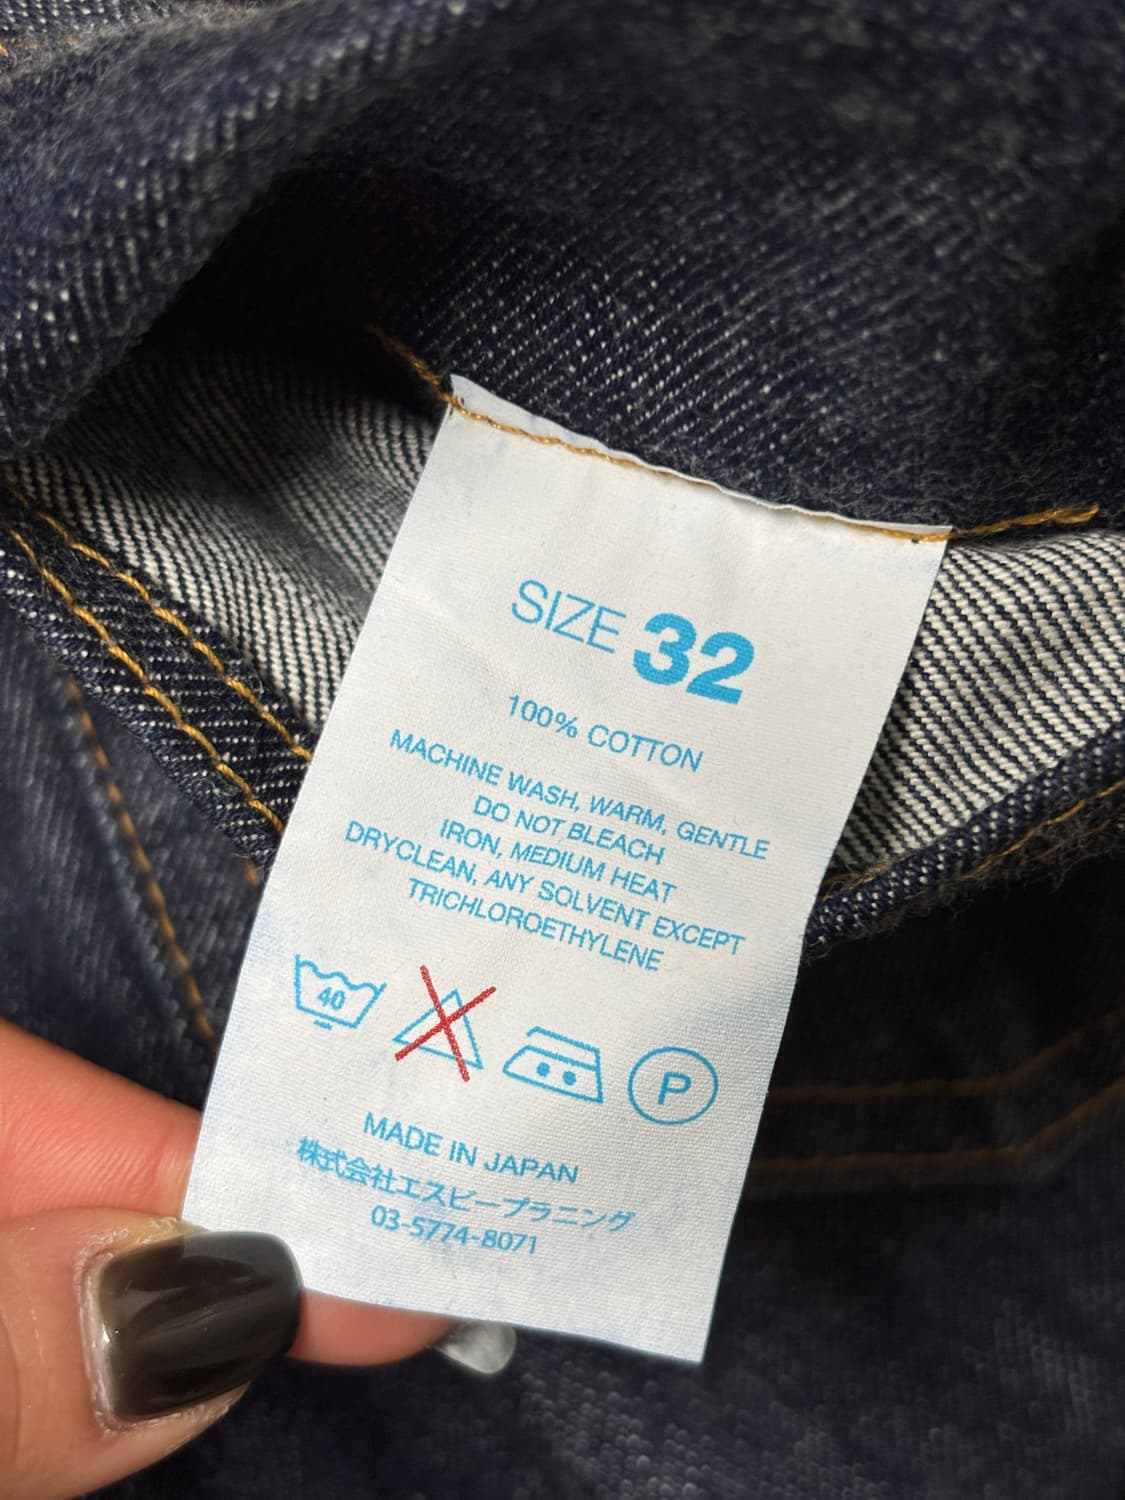 SIZE 32
100% COTTON
MACHINE WASH, WARM, GENTLE
DO NOT BLEACH
IRON, MEDIUM HEAT
DRYCLEAN, ANY SOLVENT EXCEPT
TRICHLOROETHYLENE
40
P
MADE IN JAPAN
株式会社エスピープラニング
03-5774-8071